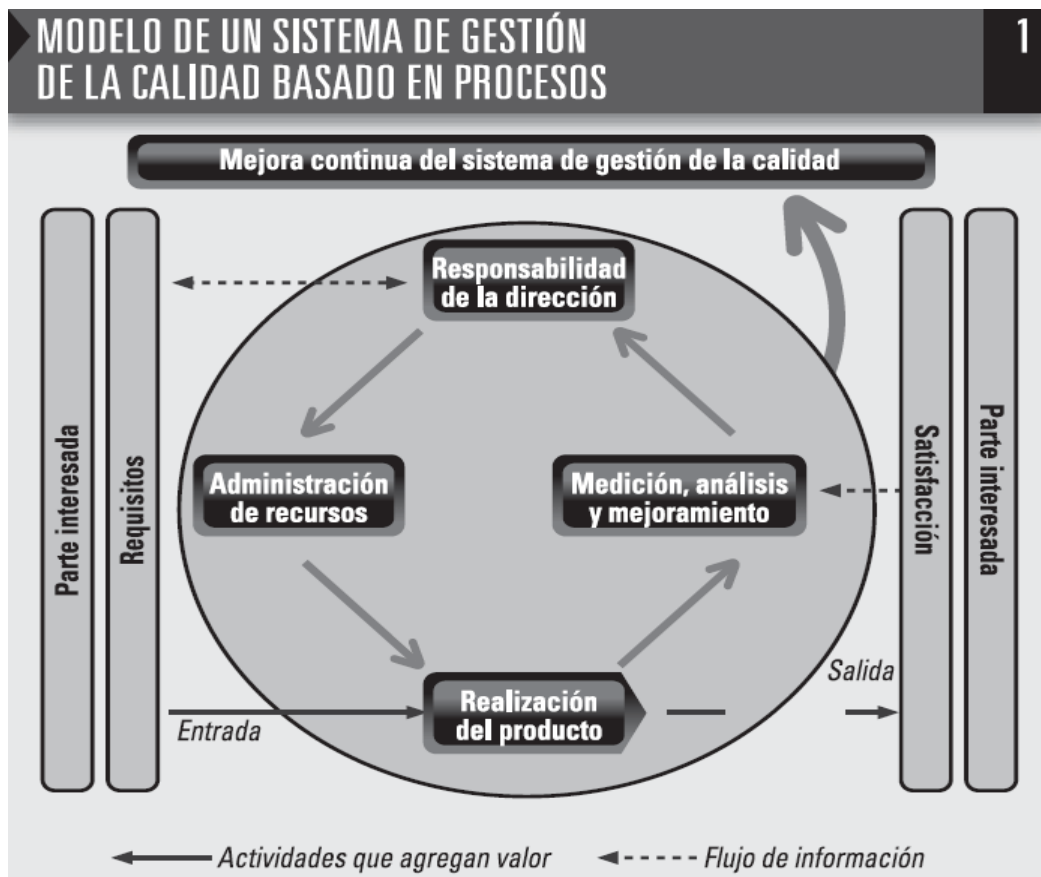 MODELO DE UN SISTEMA DE GESTIÓN
DE LA CALIDAD BASADO EN PROCESOS
1
Mejora continua del sistema de gestión de la calidad
Parte interesada
Requisitos
Responsabilidad
de la dirección
Administración
de recursos
Medición, análisis
y mejoramiento
Realización
del producto
Entrada
Salida
Satisfacción
Parte interesada
Actividades que agregan valor
Flujo de información